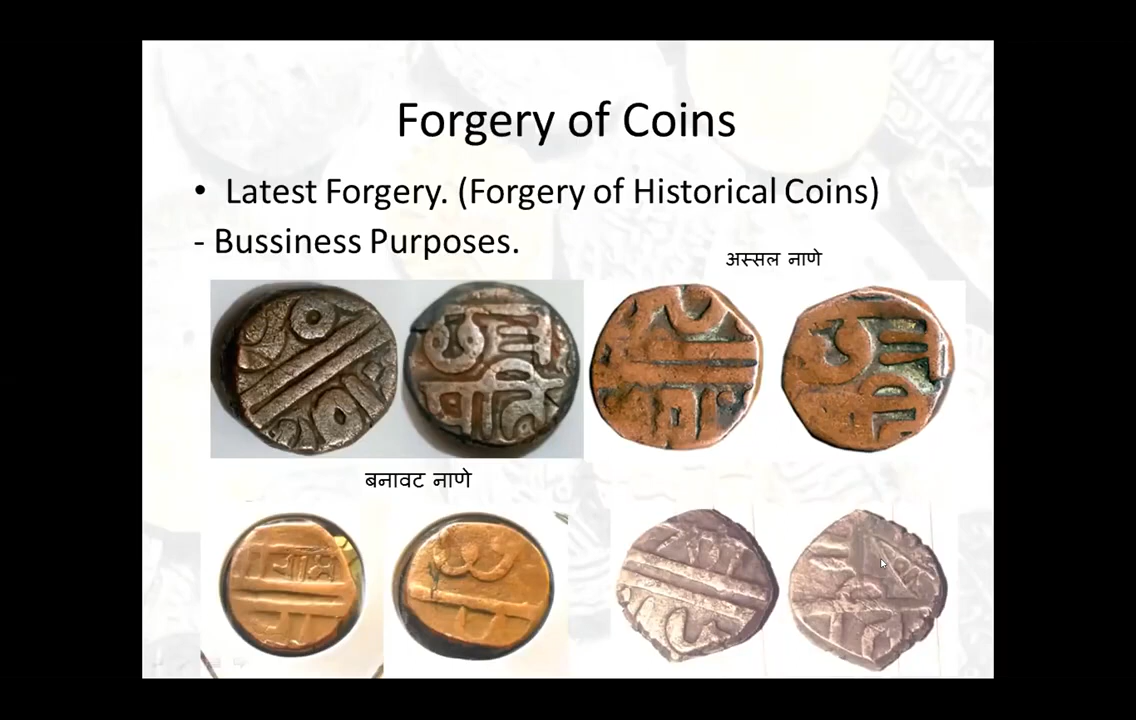 Forgery of Coins
• Latest Forgery. (Forgery of Historical Coins)
- Bussiness Purposes.
अस्सल नाणे
बनावट नाणे